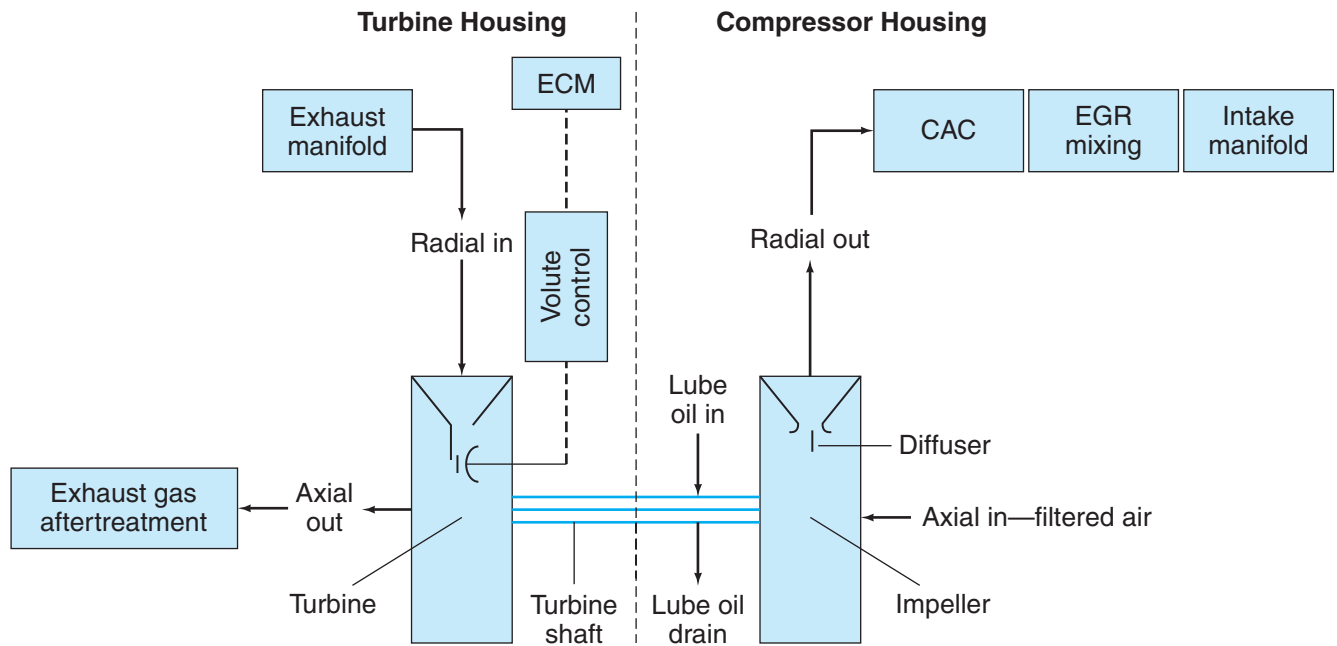 Turbine Housing
Compressor Housing
ECM
Exhaust
manifold
CAC
EGR
mixing
Intake
manifold
Radial in
Volute
control
Radial out
Lube
oil in
Diffuser
Exhaust gas
aftertreatment
Axial
out
Axial in—filtered air
Turbine
Turbine
shaft
Lube oil
drain
Impeller